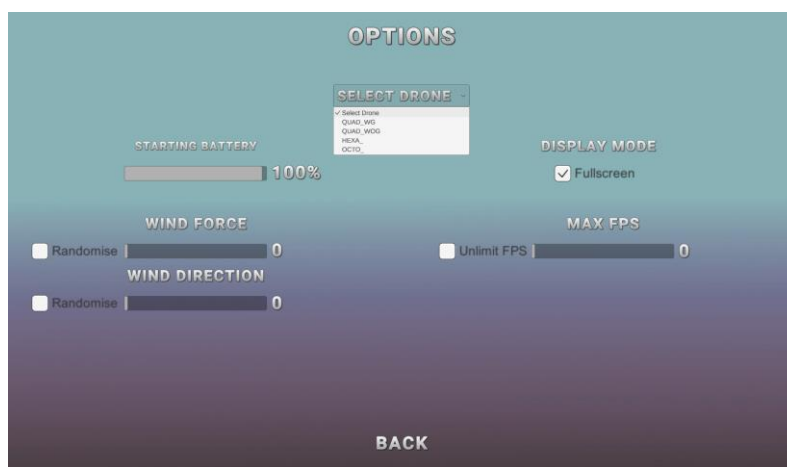 OPTIONS
SELECT DRONE
✓ Select Drone
QUAD_WG
QUAD_WOG
HEXA_
OCTO_
STARTING BATTERY
100%
DISPLAY MODE
Fullscreen
WIND FORCE
Randomise 0
MAX FPS
Unlimit FPS 0
WIND DIRECTION
Randomise 0
BACK